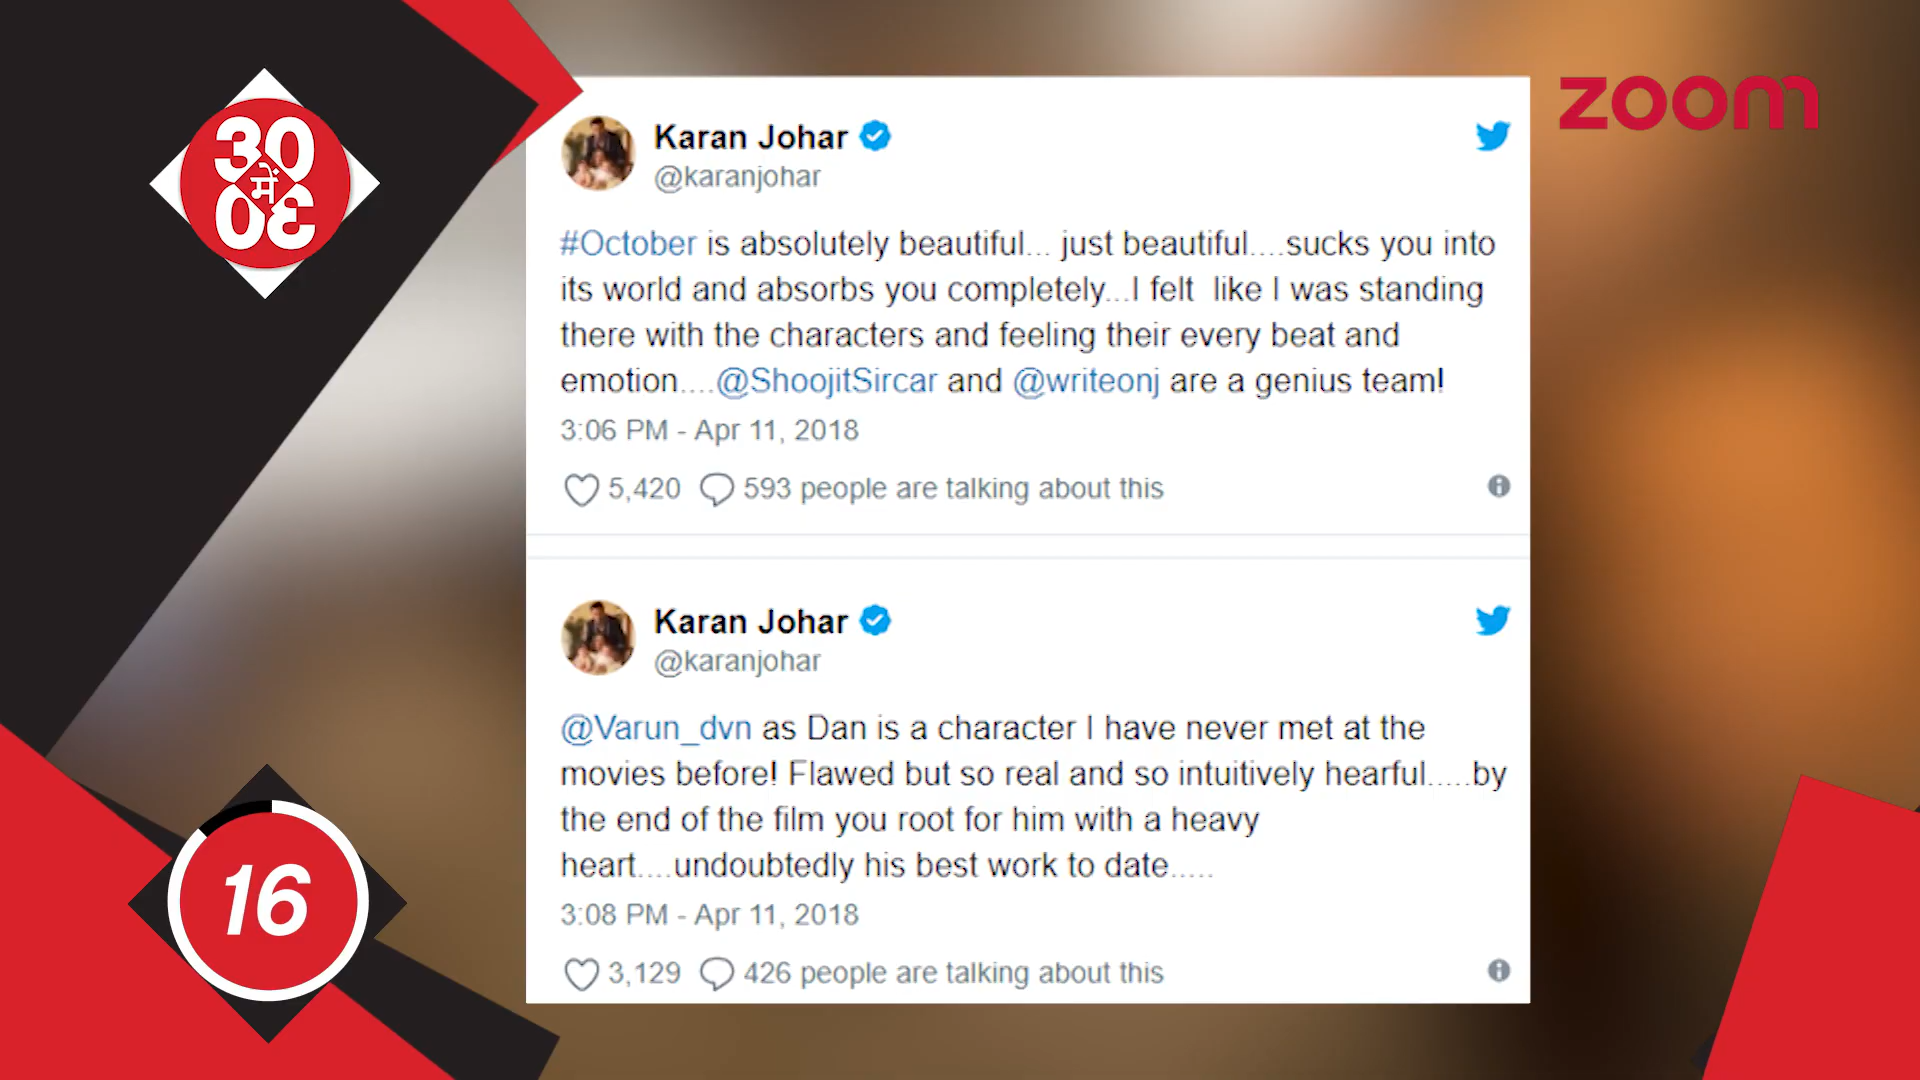 30
में
30
zoom
Karan Johar
@karanjohar
#October is absolutely beautiful... just beautiful....sucks you into
its world and absorbs you completely...I felt  like I was standing
there with the characters and feeling their every beat and
emotion....@ShoojitSircar and @writeonj are a genius team!
3:06 PM - Apr 11, 2018
5,420 593 people are talking about this
Karan Johar
@karanjohar
@Varun_dvn as Dan is a character I have never met at the
movies before! Flawed but so real and so intuitively hearful.....by
the end of the film you root for him with a heavy
heart....undoubtedly his best work to date.....
3:08 PM - Apr 11, 2018
3,129 426 people are talking about this
16